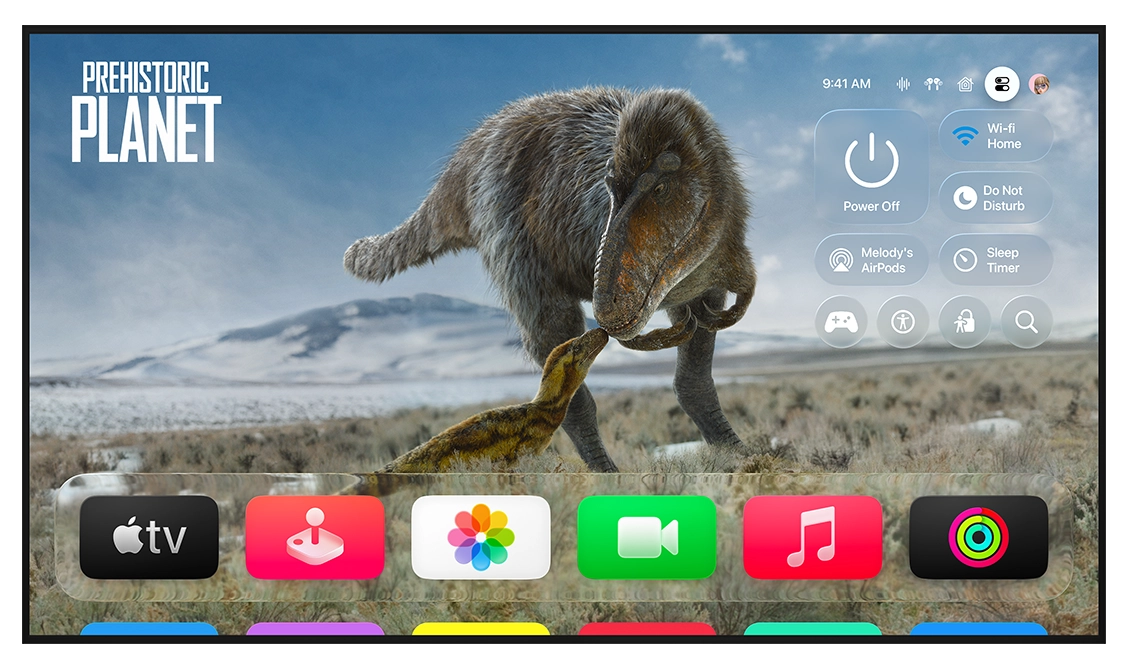 PREHISTORIC
PLANET
9:41 AM
Power Off
Wi-fi
Home
Do Not
Disturb
Melody's
AirPods
Sleep
Timer
tv